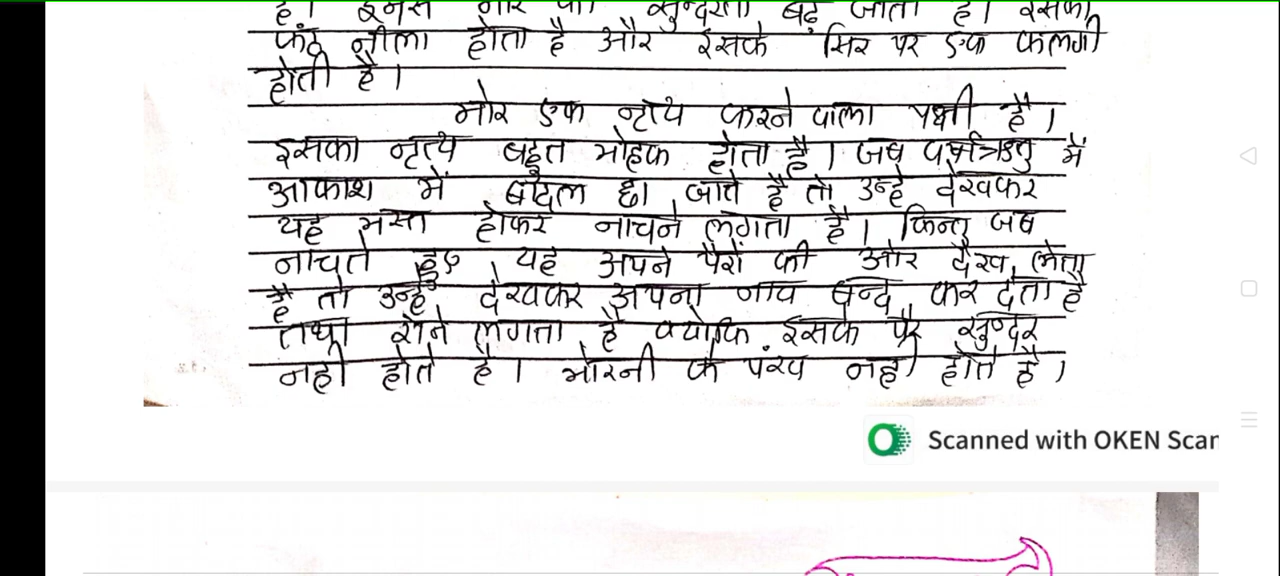 है। इनसे मोर की सुन्दरता बढ़ जाती है। इसका
कंठ नीला होता है और इसके सिर पर एक कलगी
होती है।
मोर एक नृत्य करने वाला पक्षी है।
इसका नृत्य बहुत मोहक होता है। जब वर्षाऋतु में
आकाश में बादल छा जाते है तो उन्हे देखकर
यह मस्त होकर नाचने लगता है। किन्तु जब
नाचते हुए यह अपने पैरों की ओर देख लेता
है तो उन्हे देखकर अपना नाच बन्द कर देता है
तथा रोने लगता है क्योकि इसके पैर सुन्दर
नही होते है। मोरनी के पंख नही होते है।
Scanned with OKEN Scan